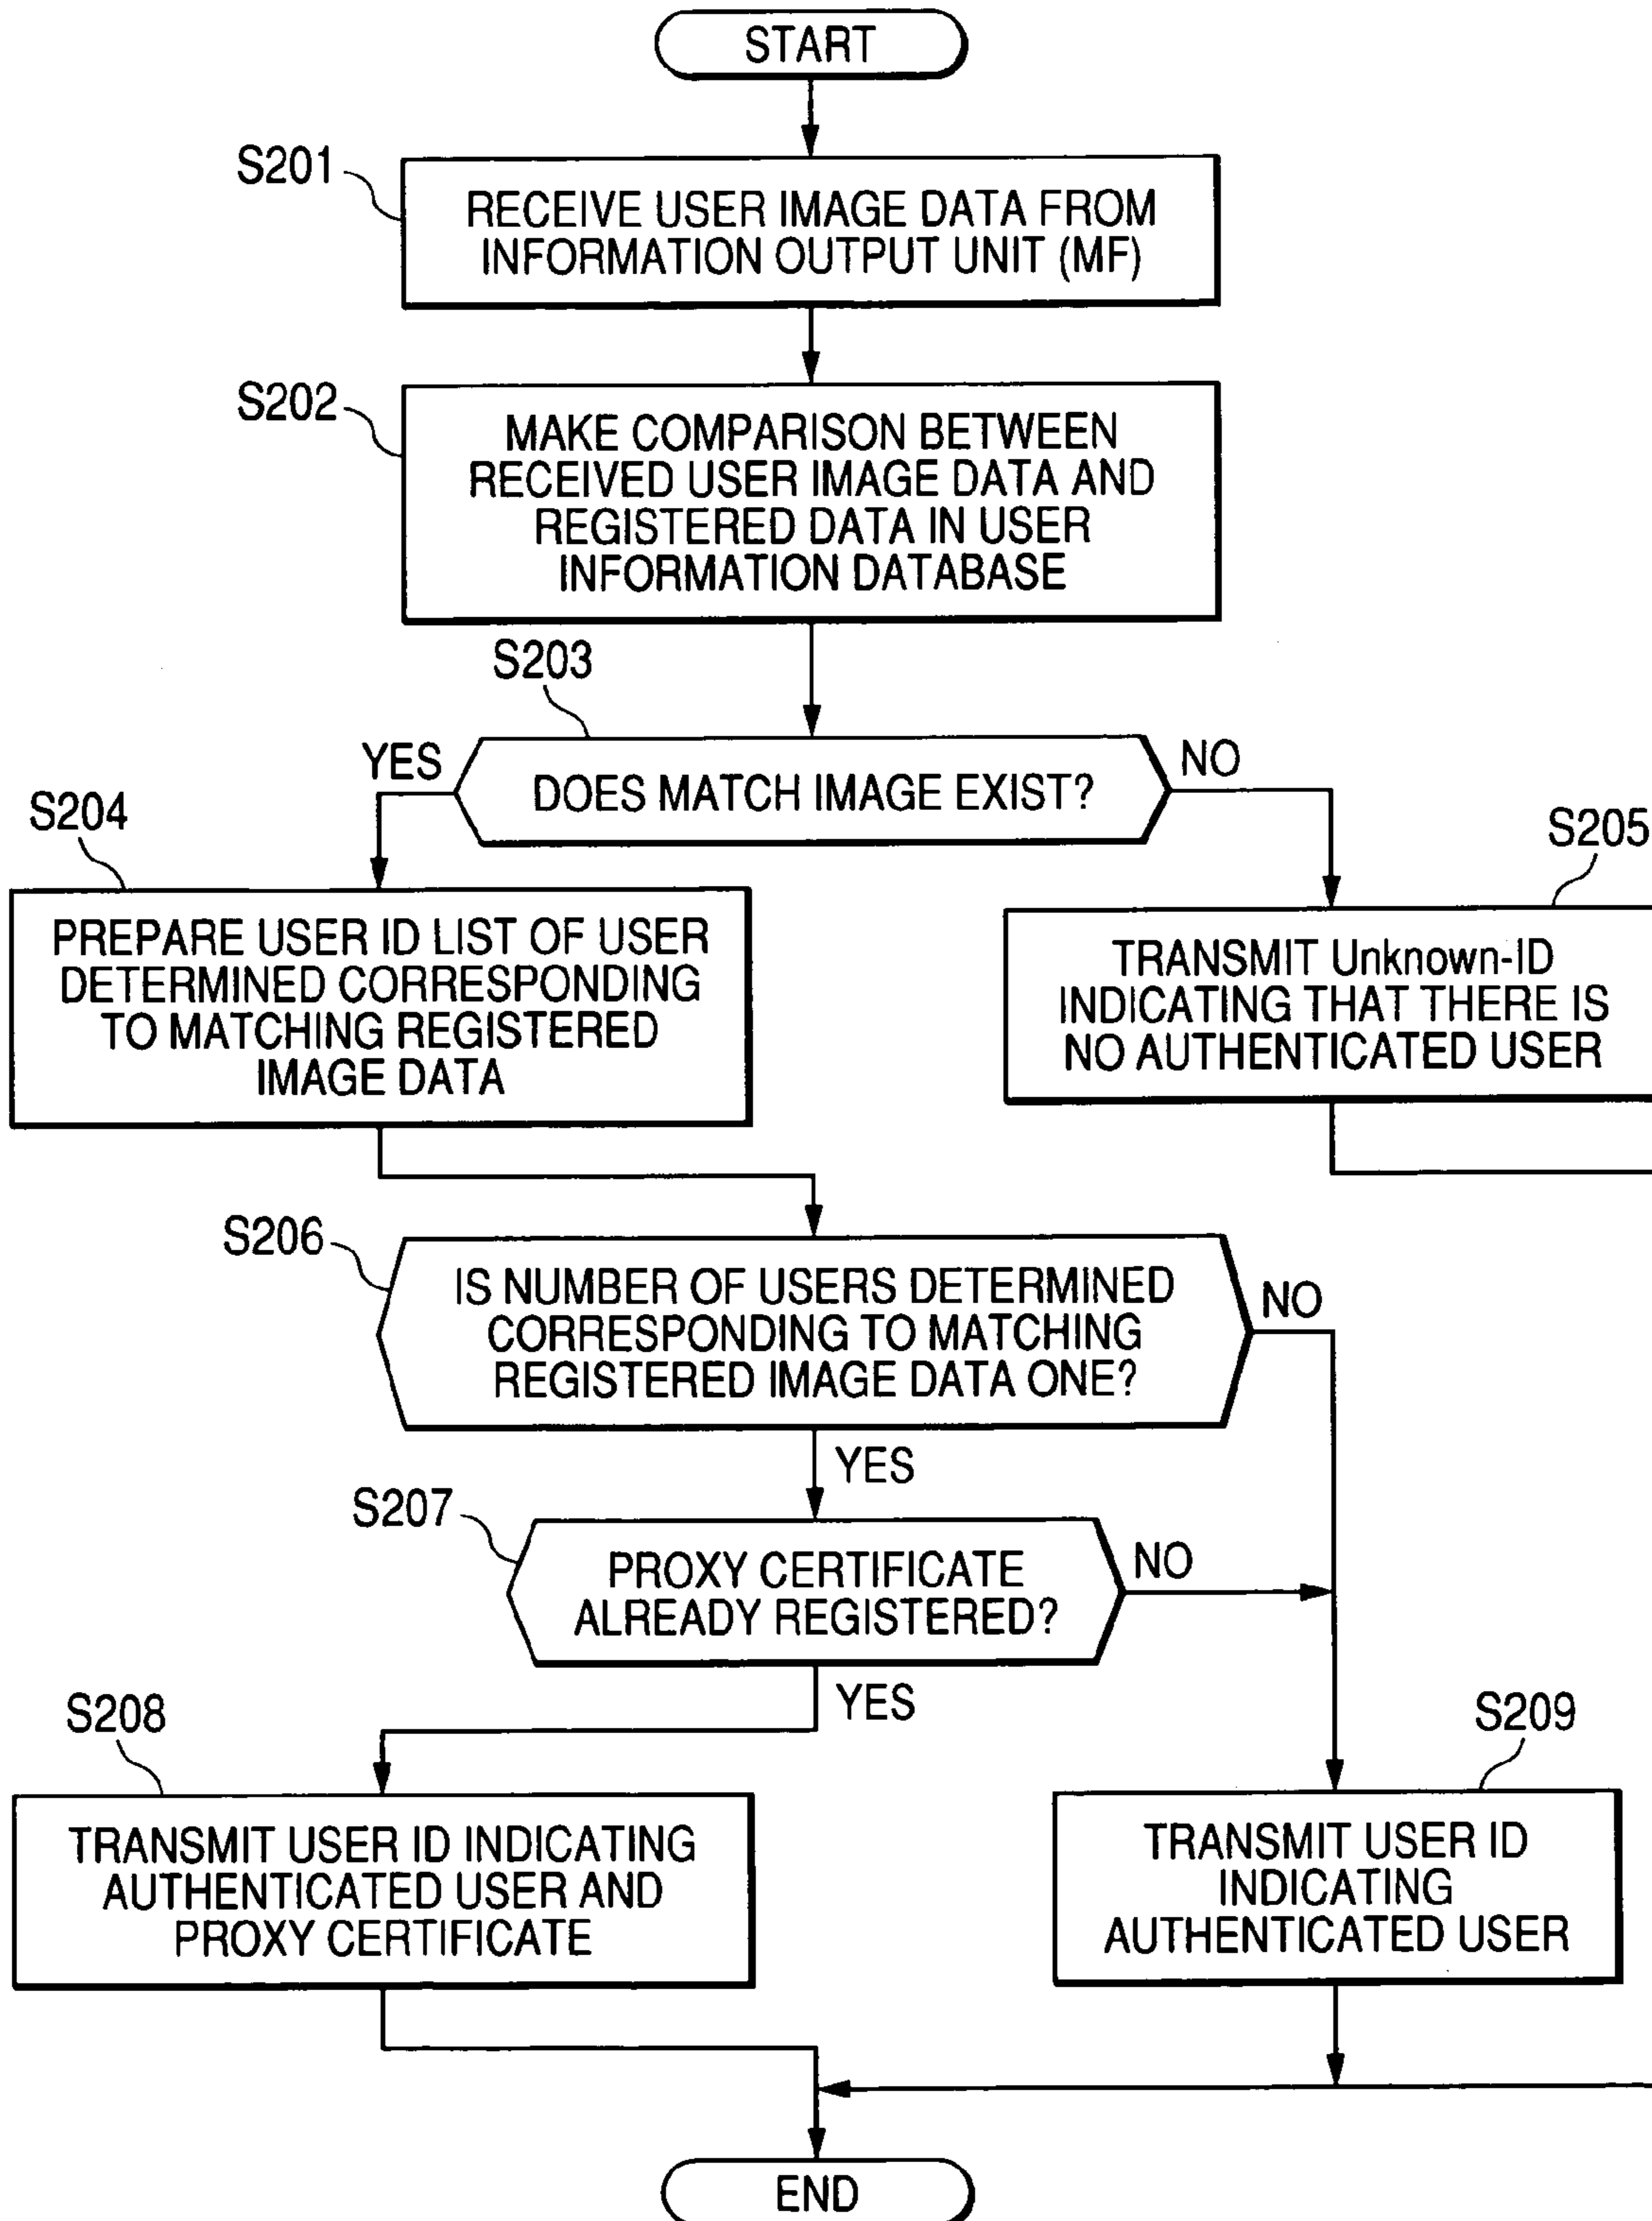 START
S201
RECEIVE USER IMAGE DATA FROM
INFORMATION OUTPUT UNIT (MF)
S202
MAKE COMPARISON BETWEEN
RECEIVED USER IMAGE DATA AND
REGISTERED DATA IN USER
INFORMATION DATABASE
S203
YES
DOES MATCH IMAGE EXIST?
NO
S204
PREPARE USER ID LIST OF USER
DETERMINED CORRESPONDING
TO MATCHING REGISTERED
IMAGE DATA
S205
TRANSMIT Unknown-ID
INDICATING THAT THERE IS
NO AUTHENTICATED USER
S206
IS NUMBER OF USERS DETERMINED
CORRESPONDING TO MATCHING
REGISTERED IMAGE DATA ONE?
NO
YES
S207
PROXY CERTIFICATE
ALREADY REGISTERED?
NO
YES
S208
TRANSMIT USER ID INDICATING
AUTHENTICATED USER AND
PROXY CERTIFICATE
S209
TRANSMIT USER ID
INDICATING
AUTHENTICATED USER
END